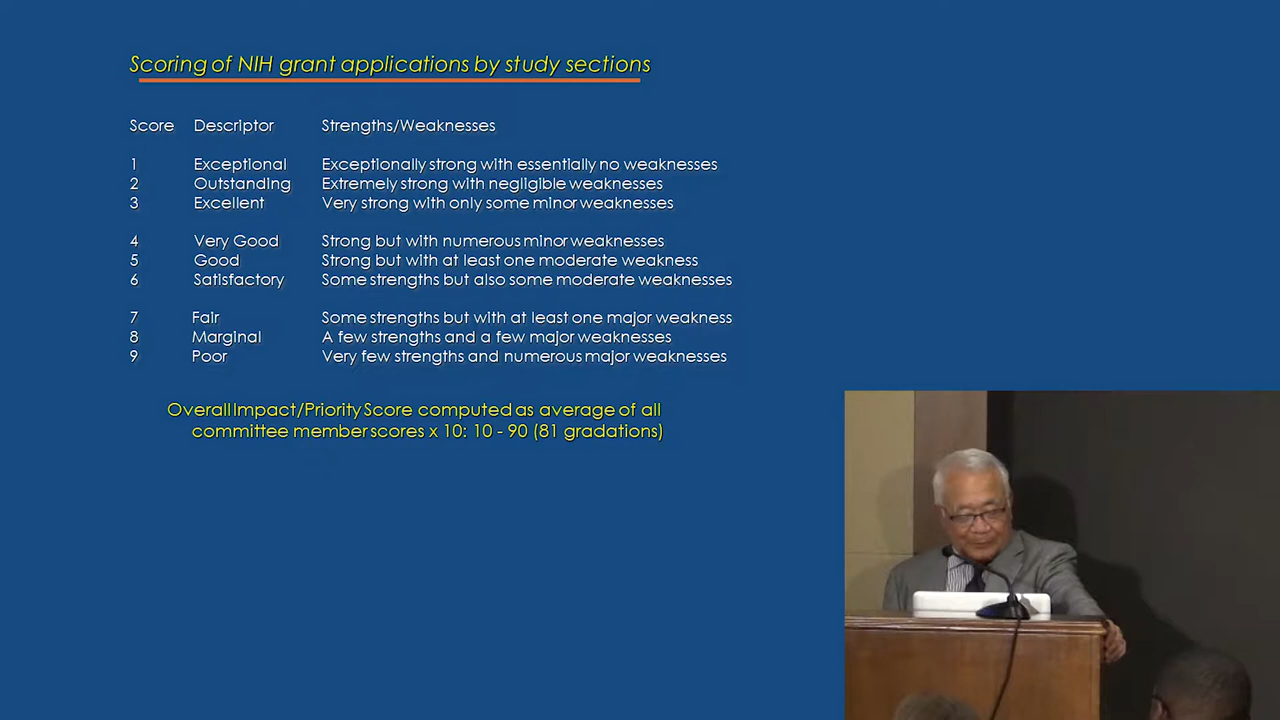 Scoring of NIH grant applications by study sections
Score Descriptor Strengths/Weaknesses
1 Exceptional Exceptionally strong with essentially no weaknesses
2 Outstanding Extremely strong with negligible weaknesses
3 Excellent Very strong with only some minor weaknesses
4 Very Good Strong but with numerous minor weaknesses
5 Good Strong but with at least one moderate weakness
6 Satisfactory Some strengths but also some moderate weaknesses
7 Fair Some strengths but with at least one major weakness
8 Marginal A few strengths and a few major weaknesses
9 Poor Very few strengths and numerous major weaknesses
Overall Impact/Priority Score computed as average of all
committee member scores x 10: 10 - 90 (81 gradations)